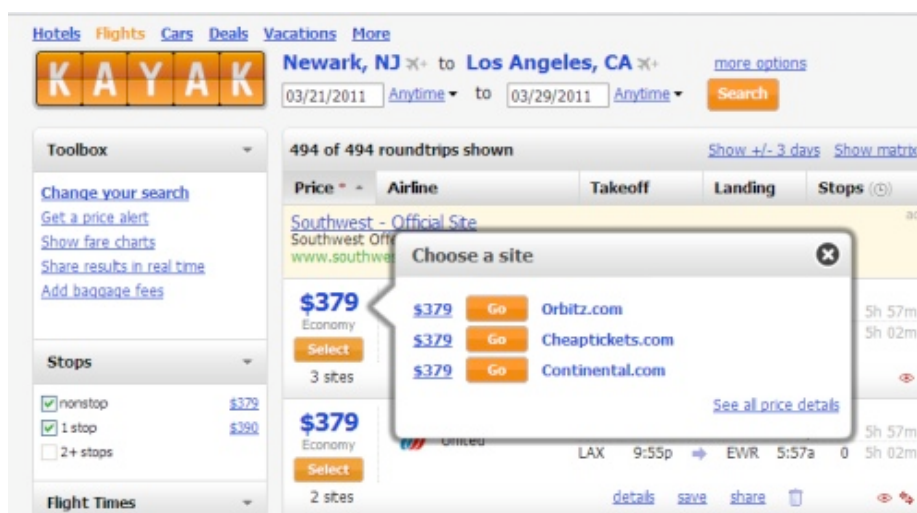 Hotels Flights Cars Deals Vacations More
KAYAK
Newark, NJ to Los Angeles, CA more options
03/21/2011 Anytime to 03/29/2011 Anytime Search
Toolbox
Change your search
Get a price alert
Show fare charts
Share results in real time
Add baggage fees
Stops
nonstop $379
1 stop $390
2+ stops
Flight Times
494 of 494 roundtrips shown Show +/- 3 days Show matrix
Price * Airline Takeoff Landing Stops
Southwest - Official Site
Southwest
www.southwe
Choose a site
$379 Go Orbitz.com
$379 Go Cheaptickets.com
$379 Go Continental.com
See all price details
$379
Economy
Select
3 sites
5h 57m
5h 02m
$379
Economy
Select
2 sites
United
5h 57m
LAX 9:55p EWR 5:57a 0 5h 02m
details save share